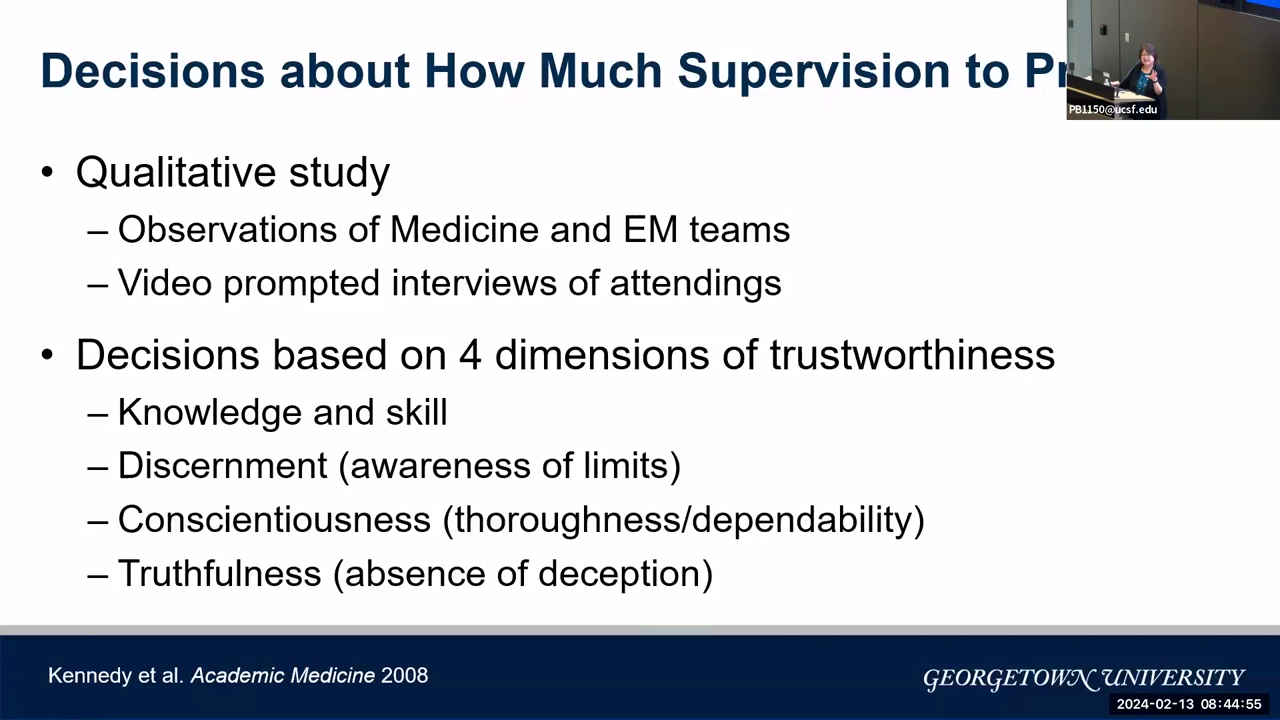 Decisions about How Much Supervision to
PB1150@ucsf.edu
• Qualitative study
– Observations of Medicine and EM teams
– Video prompted interviews of attendings
• Decisions based on 4 dimensions of trustworthiness
– Knowledge and skill
– Discernment (awareness of limits)
– Conscientiousness (thoroughness/dependability)
– Truthfulness (absence of deception)
Kennedy et al. Academic Medicine 2008
GEORGETOWN UNIVERSITY
2024-02-13 08:44:55